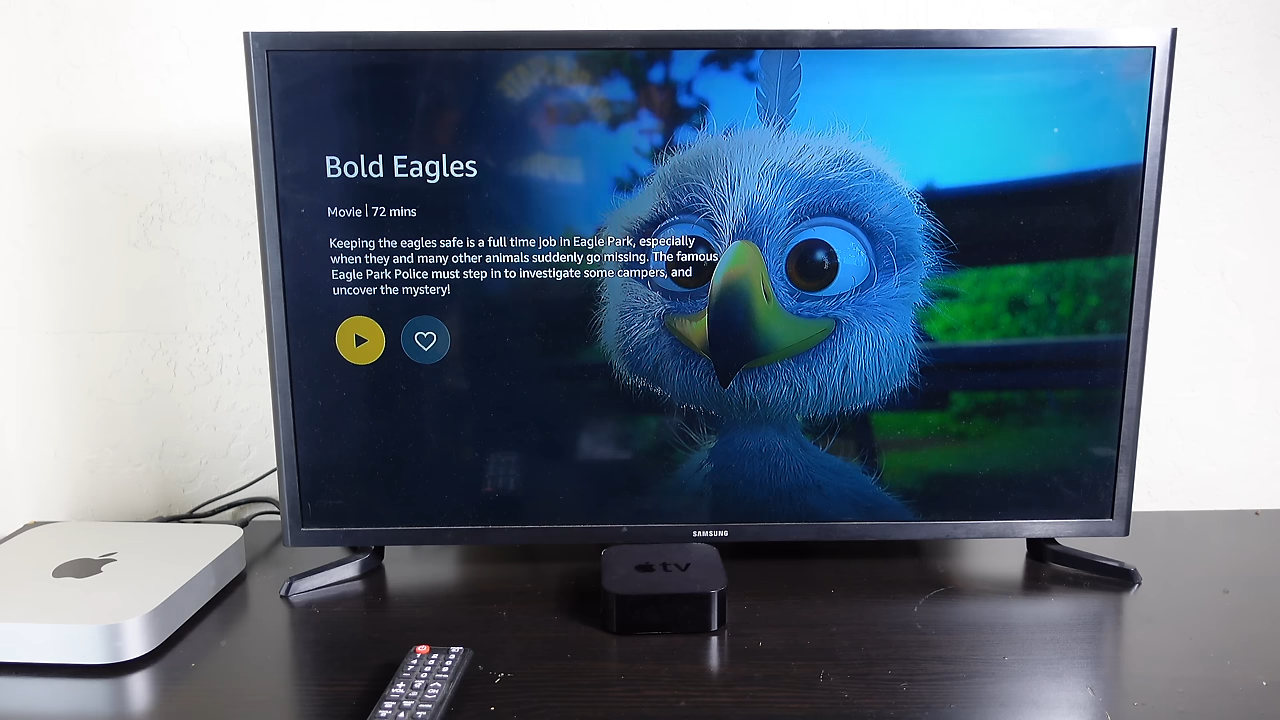 Bold Eagles
Movie | 72 mins
Keeping the eagles safe is a full time job in Eagle Park, especially
when they and many other animals suddenly go missing. The famous
Eagle Park Police must step in to investigate some campers, and
uncover the mystery!
SAMSUNG
tv